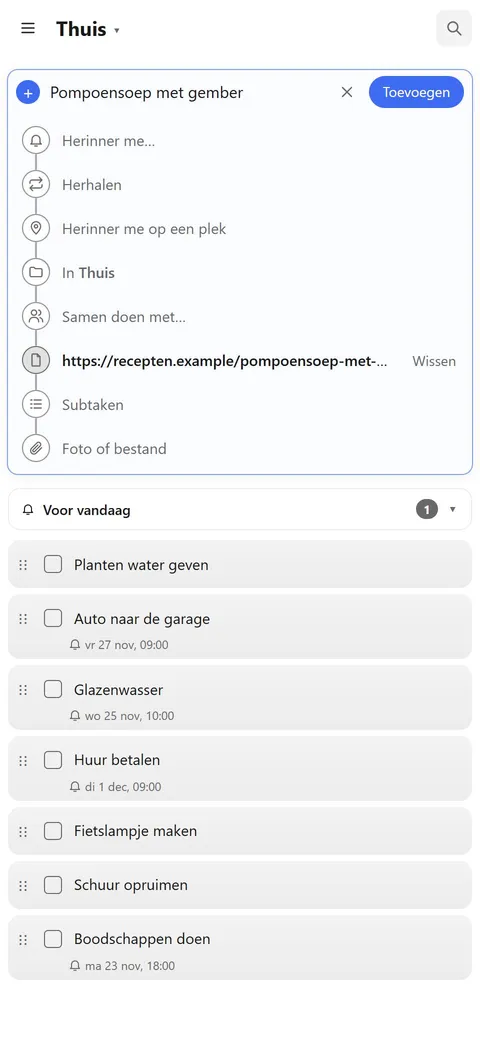 Thuis
Pompoensoep met gember
Toevoegen
Herinner me...
Herhalen
Herinner me op een plek
In Thuis
Samen doen met...
https://recepten.example/pompoensoep-met-... Wissen
Subtaken
Foto of bestand
Voor vandaag 1
Planten water geven
Auto naar de garage
vr 27 nov, 09:00
Glazenwasser
wo 25 nov, 10:00
Huur betalen
di 1 dec, 09:00
Fietslampje maken
Schuur opruimen
Boodschappen doen
ma 23 nov, 18:00